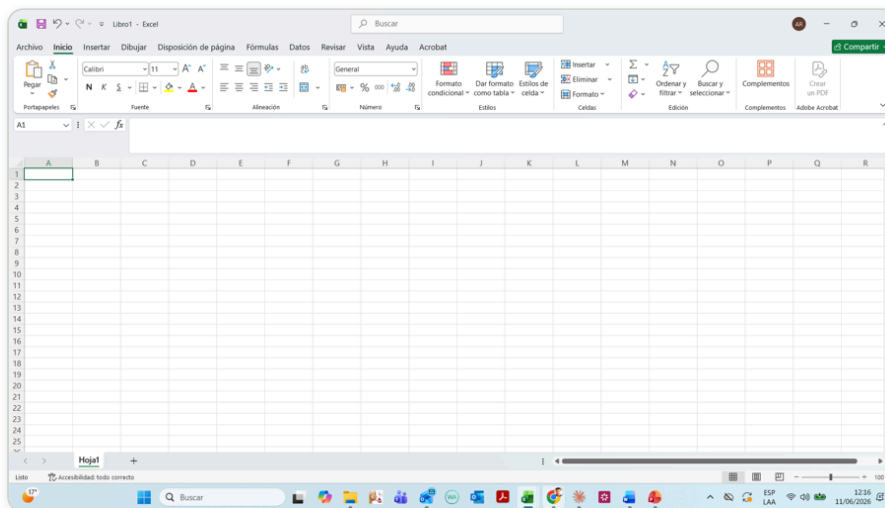 Libro1 - Excel
Buscar
AR
Archivo Inicio Insertar Dibujar Disposición de página Fórmulas Datos Revisar Vista Ayuda Acrobat
Compartir
Pegar
Calibri 11
N K S
General
% 000
Formato condicional
Dar formato como tabla
Estilos de celda
Insertar
Eliminar
Formato
Ordenar y filtrar
Buscar y seleccionar
Complementos
Crear un PDF
Portapapeles Fuente Alineación Número Estilos Celdas Edición Complementos Adobe Acrobat
A1 fx
A B C D E F G H I J K L M N O P Q R
1
2
3
4
5
6
7
8
9
10
11
12
13
14
15
16
17
18
19
20
21
22
23
24
25
Hoja1 +
Listo Accesibilidad: todo correcto 100
17° Buscar ESP 12:16
LAA 11/06/2026